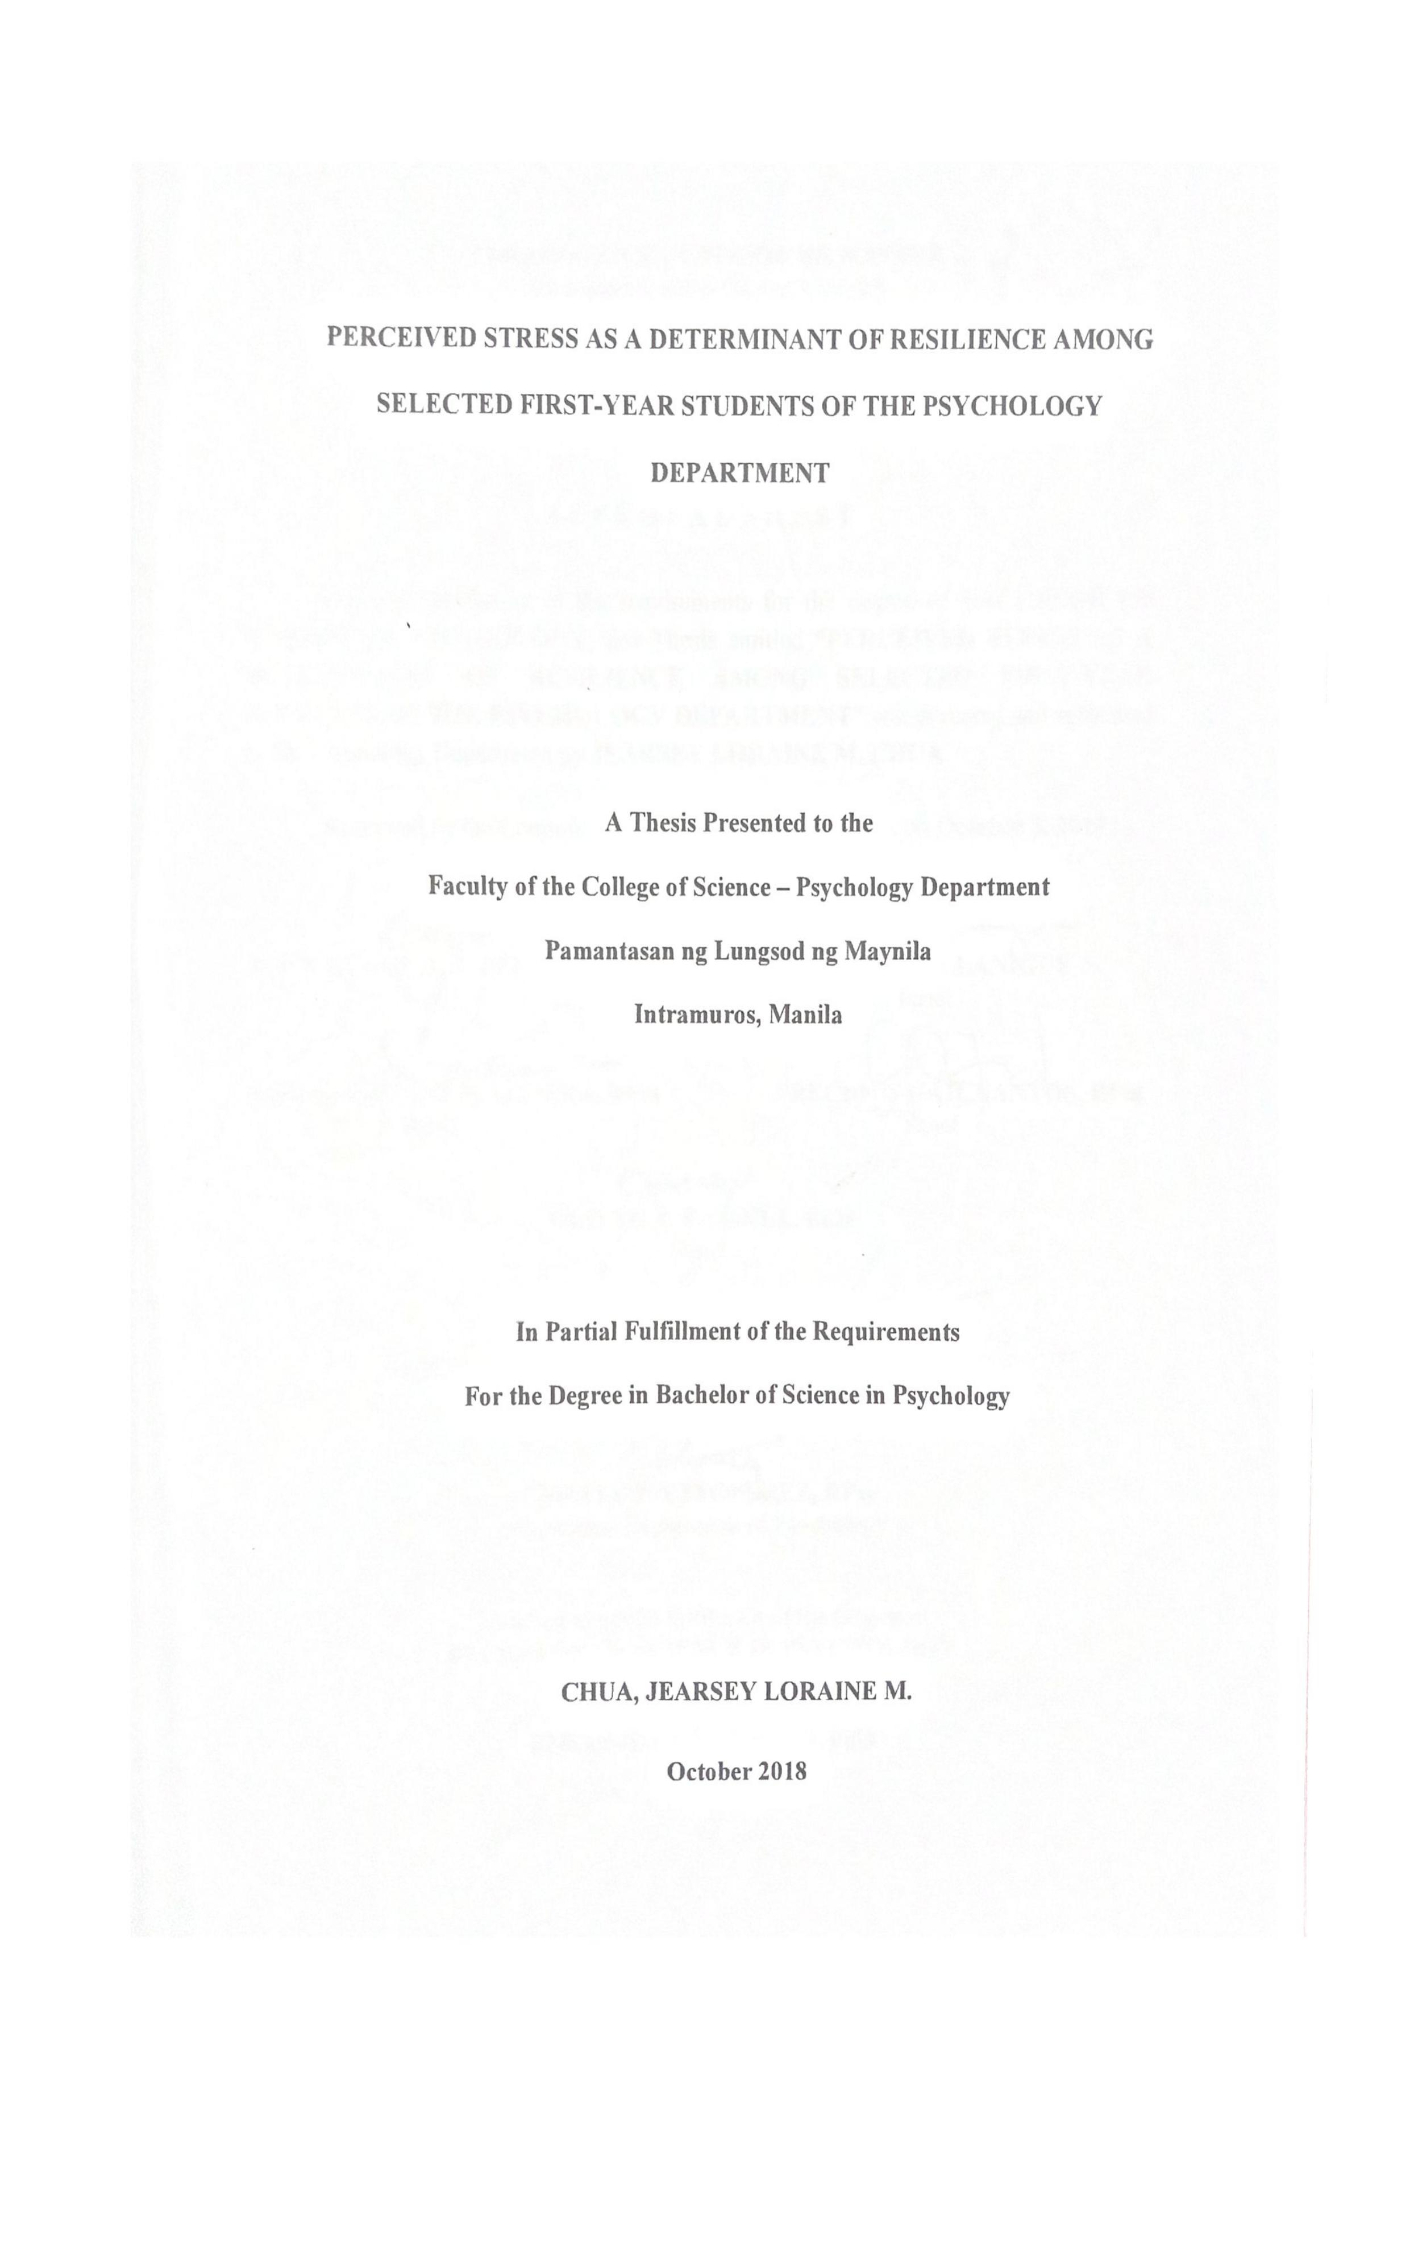 PERCEIVED STRESS AS A DETERMINANT OF RESILIENCE AMONG
SELECTED FIRST-YEAR STUDENTS OF THE PSYCHOLOGY
DEPARTMENT
A Thesis Presented to the
Faculty of the College of Science – Psychology Department
Pamantasan ng Lungsod ng Maynila
Intramuros, Manila
In Partial Fulfillment of the Requirements
For the Degree in Bachelor of Science in Psychology
CHUA, JEARSEY LORAINE M.
October 2018